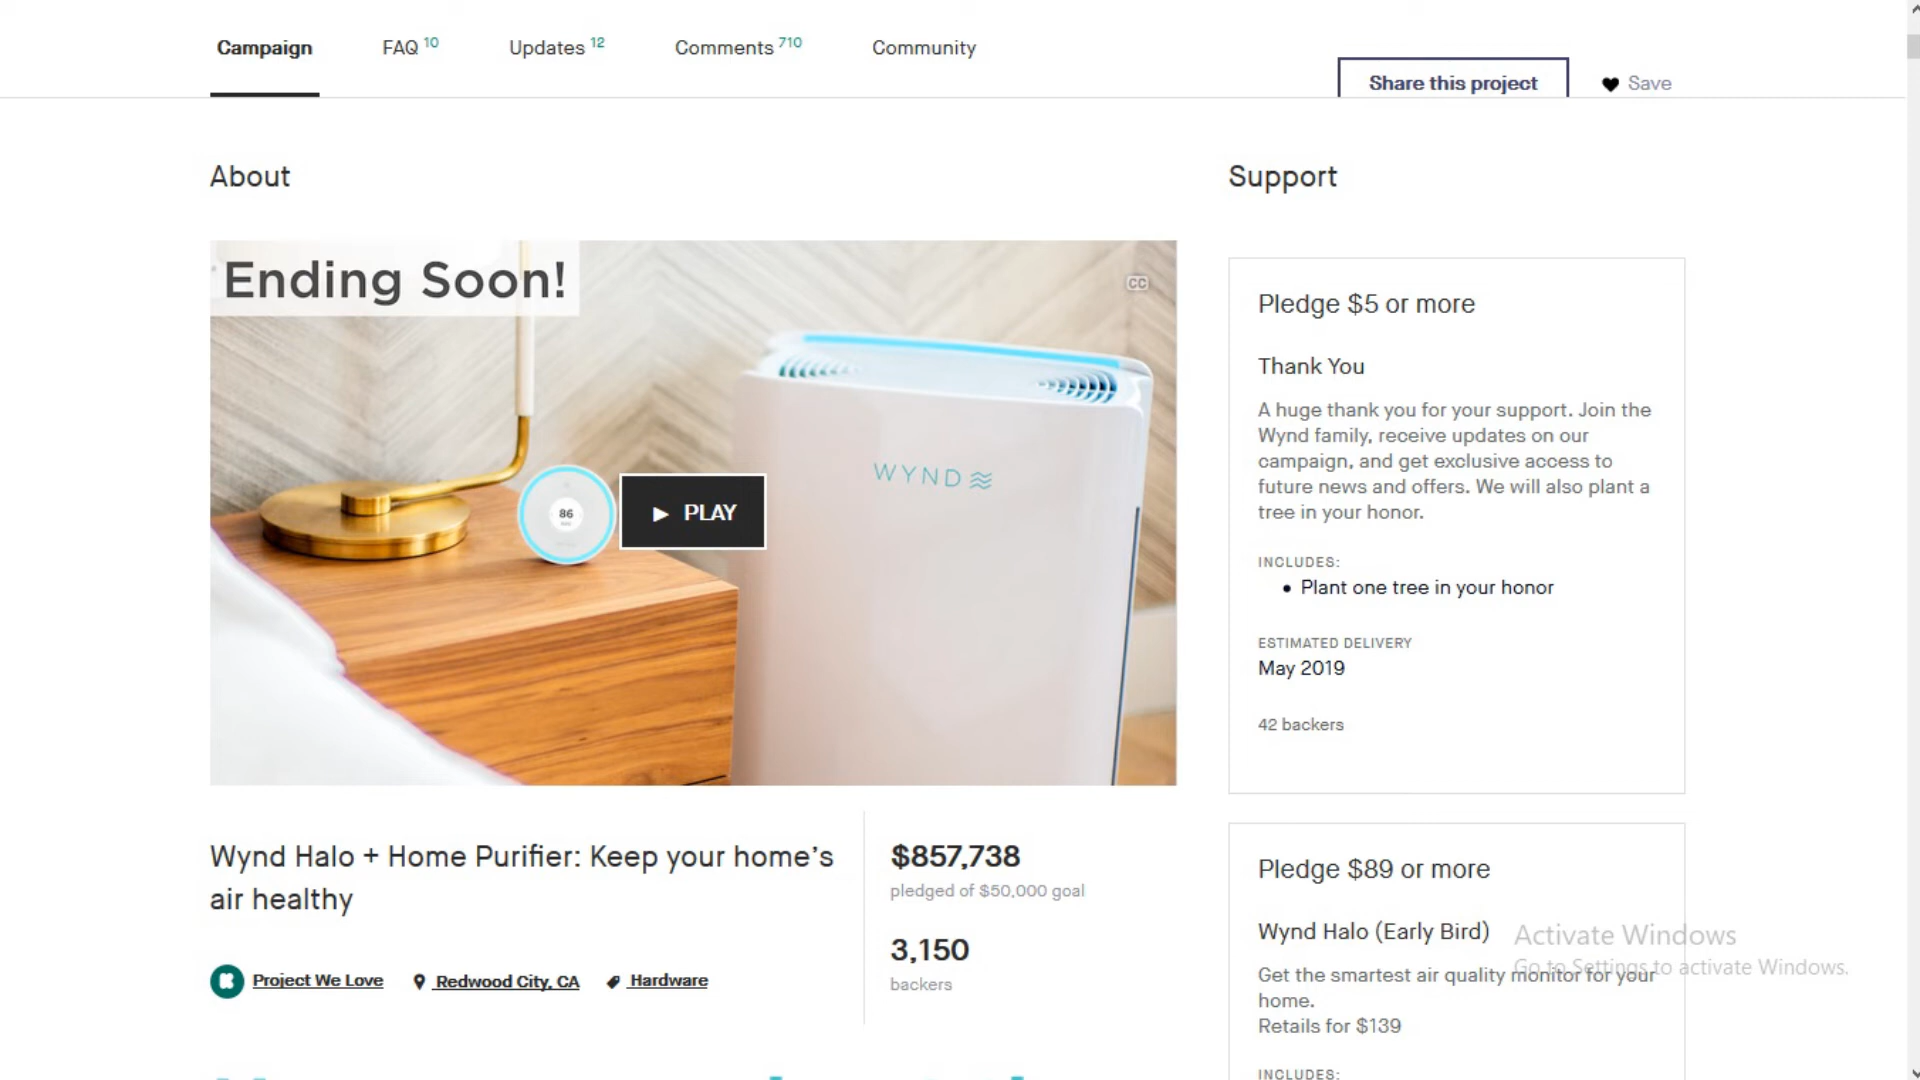 Campaign
FAQ 10
Updates 12
Comments 710
Community
Share this project
Save
About
Support
Ending Soon!
CC
WYND
86
PLAY
Wynd Halo + Home Purifier: Keep your home's
air healthy
Project We Love
Redwood City, CA
Hardware
$857,738
pledged of $50,000 goal
3,150
backers
Pledge $5 or more
Thank You
A huge thank you for your support. Join the
Wynd family, receive updates on our
campaign, and get exclusive access to
future news and offers. We will also plant a
tree in your honor.
INCLUDES:
• Plant one tree in your honor
ESTIMATED DELIVERY
May 2019
42 backers
Pledge $89 or more
Wynd Halo (Early Bird)
Get the smartest air quality monitor for your
home.
Retails for $139
INCLUDES:
Activate Windows
Go to Settings to activate Windows.